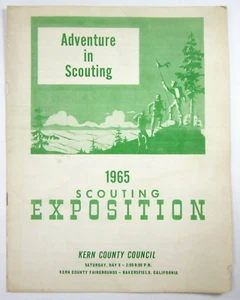 Adventure
in
Scouting
1965
SCOUTING
EXPOSITION
KERN COUNTY COUNCIL
SATURDAY, MAY 8 - 2:00-9:00 P.M.
KERN COUNTY FAIRGROUNDS - BAKERSFIELD, CALIFORNIA